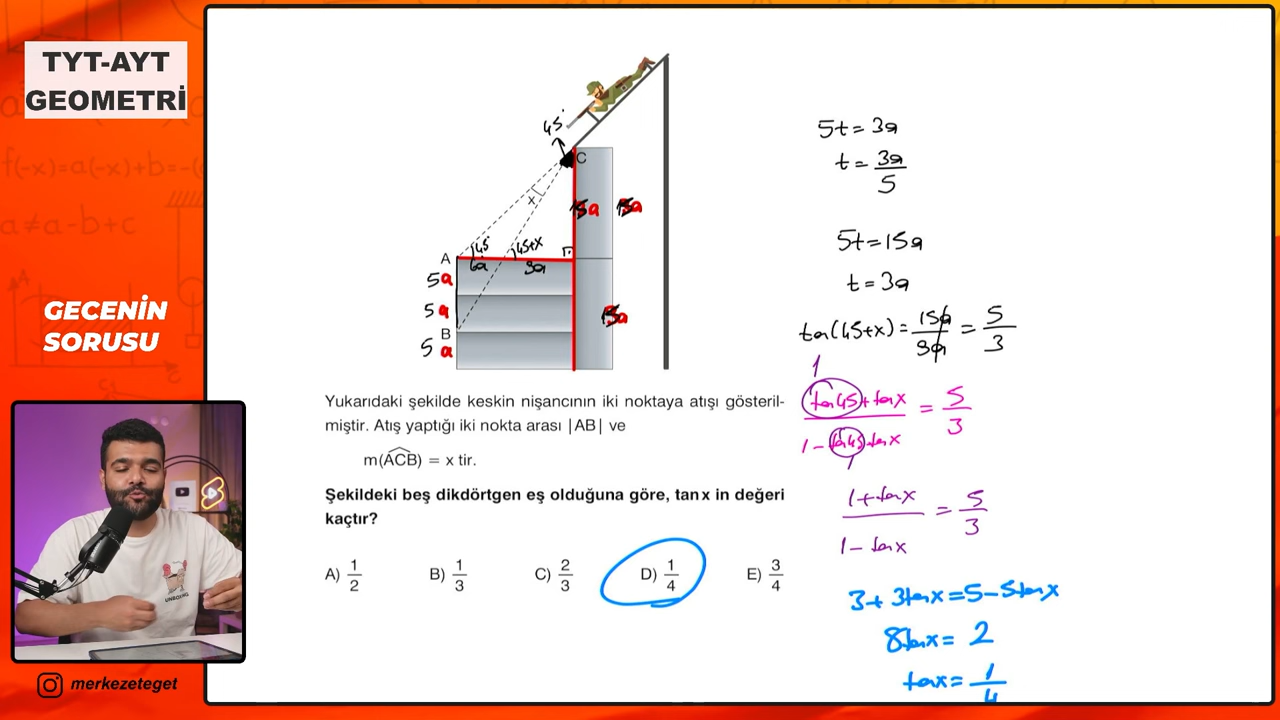 TYT-AYT
GEOMETRİ
GECENİN
SORUSU
merkezeteget
45°
C
x
45
45+x
A
6a
9a
5a
5a
B
5a
15a
15a
15a
Yukarıdaki şekilde keskin nişancının iki noktaya atışı gösteril-
miştir. Atış yaptığı iki nokta arası |AB| ve
m(ACB) = x tir.
Şekildeki beş dikdörtgen eş olduğuna göre, tan x in değeri
kaçtır?
A) 1/2 B) 1/3 C) 2/3 D) 1/4 E) 3/4
5t = 3a
t = 3a/5
5t = 15a
t = 3a
tan(45+x) = 15a/9a = 5/3
1
tan45 + tanx / 1 - tan45.tanx = 5/3
1
1 + tanx / 1 - tanx = 5/3
3 + 3tanx = 5 - 5tanx
8tanx = 2
tanx = 1/4